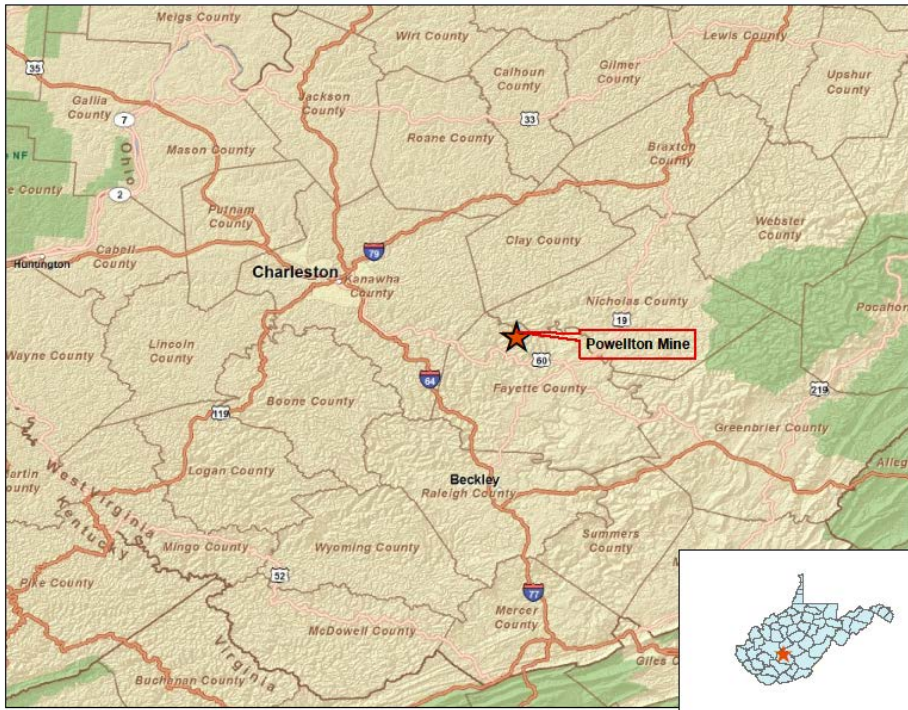 Meigs County
Wirt County
Lewis County
35
Calhoun
County
Gilmer
County
Upshur
County
Gallia
County
Jackson
County
33
7
Roane County
Ohio
Mason County
Braxton
County
NF
e County
2
Putnam
County
Webster
County
Clay County
Cabell
County
79
Huntington
Charleston
Kanawha
County
Nicholas County
Pocahon
19
Powellton Mine
Lincoln
County
Wayne County
60
64
Fayette County
219
Boone County
119
Greenbrier County
Logan County
Alleg
Martin
County
West Virginia
Kentucky
Beckley
Raleigh County
Summers
County
Mingo County
Wyoming County
52
Pike County
77
Mercer
County
McDowell County
Virginia
Giles C
Buchanan County